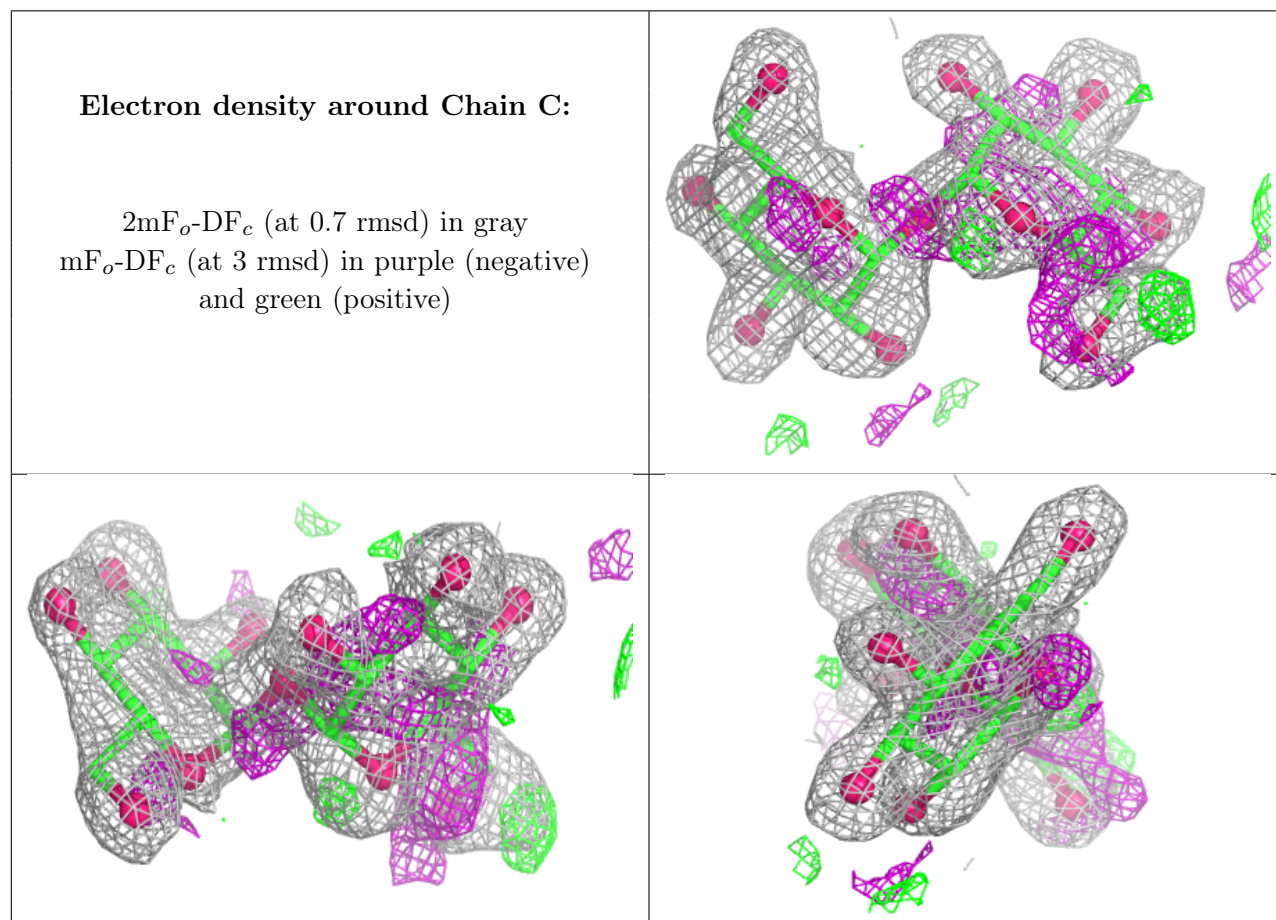 Electron density around Chain C:
2mFo-DFc (at 0.7 rmsd) in gray
mFo-DFc (at 3 rmsd) in purple (negative)
and green (positive)